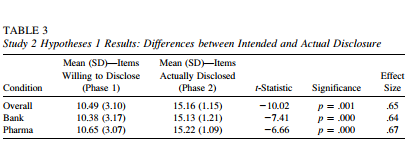 TABLE 3
Study 2 Hypotheses 1 Results: Differences between Intended and Actual Disclosure
Mean (SD)—Items Mean (SD)—Items
Willing to Disclose Actually Disclosed Effect
Condition (Phase 1) (Phase 2) t-Statistic Significance Size
Overall 10.49 (3.10) 15.16 (1.15) −10.02 p = .001 .65
Bank 10.38 (3.17) 15.13 (1.21) −7.41 p = .000 .64
Pharma 10.65 (3.07) 15.22 (1.09) −6.66 p = .000 .67